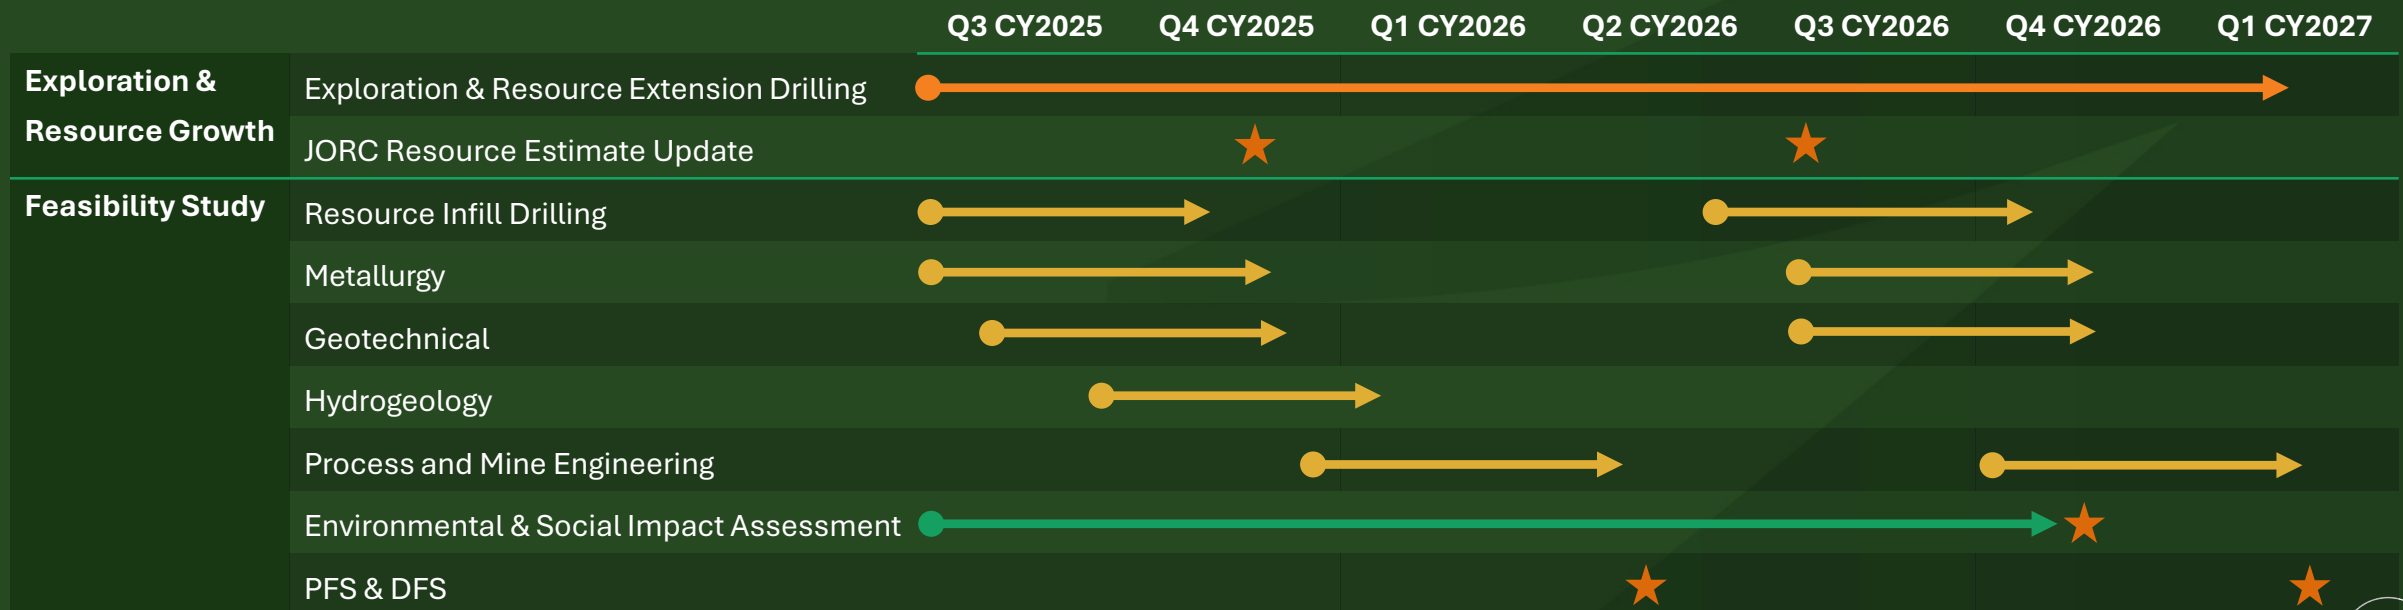 Q3 CY2025 Q4 CY2025 Q1 CY2026 Q2 CY2026 Q3 CY2026 Q4 CY2026 Q1 CY2027
Exploration &
Resource Growth
Exploration & Resource Extension Drilling
JORC Resource Estimate Update
Feasibility Study
Resource Infill Drilling
Metallurgy
Geotechnical
Hydrogeology
Process and Mine Engineering
Environmental & Social Impact Assessment
PFS & DFS